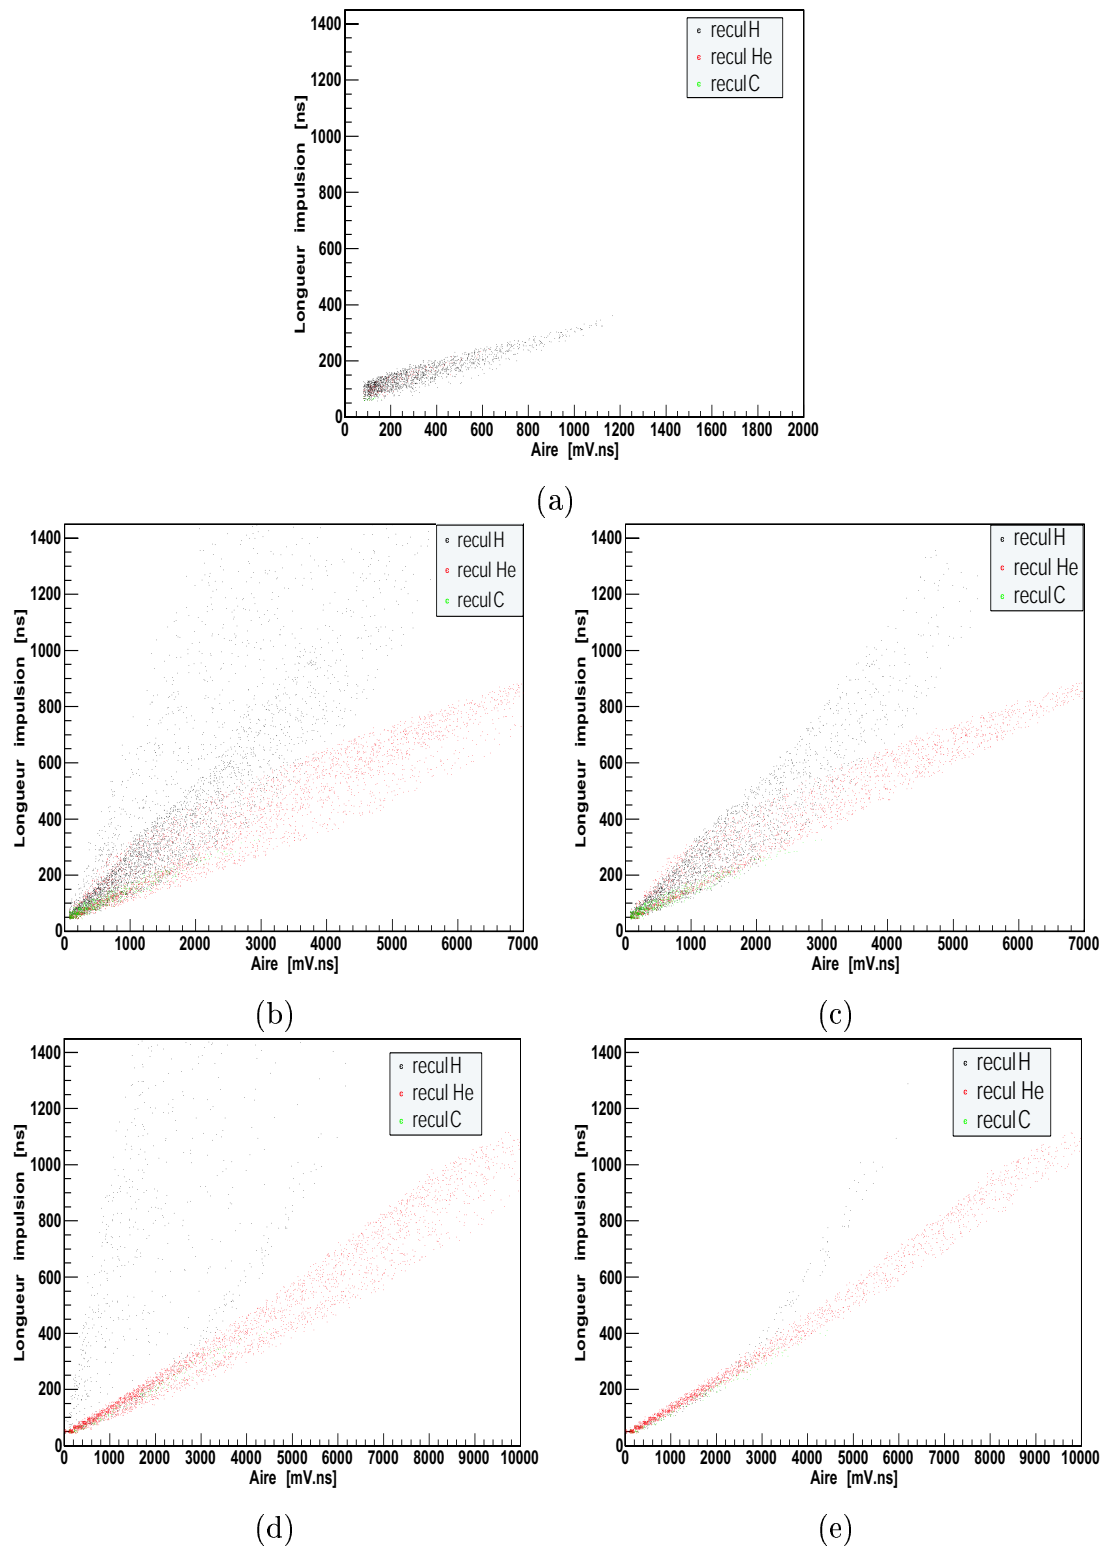 1400
1200
1000
800
600
400
200
0
Longueur impulsion [ns]
recul H
recul He
recul C
0 200 400 600 800 1000 1200 1400 1600 1800 2000
Aire [mV.ns]
(a)
1400
1200
1000
800
600
400
200
0
Longueur impulsion [ns]
recul H
recul He
recul C
0 1000 2000 3000 4000 5000 6000 7000
Aire [mV.ns]
(b)
1400
1200
1000
800
600
400
200
0
Longueur impulsion [ns]
recul H
recul He
recul C
0 1000 2000 3000 4000 5000 6000 7000
Aire [mV.ns]
(c)
1400
1200
1000
800
600
400
200
0
Longueur impulsion [ns]
recul H
recul He
recul C
0 1000 2000 3000 4000 5000 6000 7000 8000 9000 10000
Aire [mV.ns]
(d)
1400
1200
1000
800
600
400
200
0
Longueur impulsion [ns]
recul H
recul He
recul C
0 1000 2000 3000 4000 5000 6000 7000 8000 9000 10000
Aire [mV.ns]
(e)